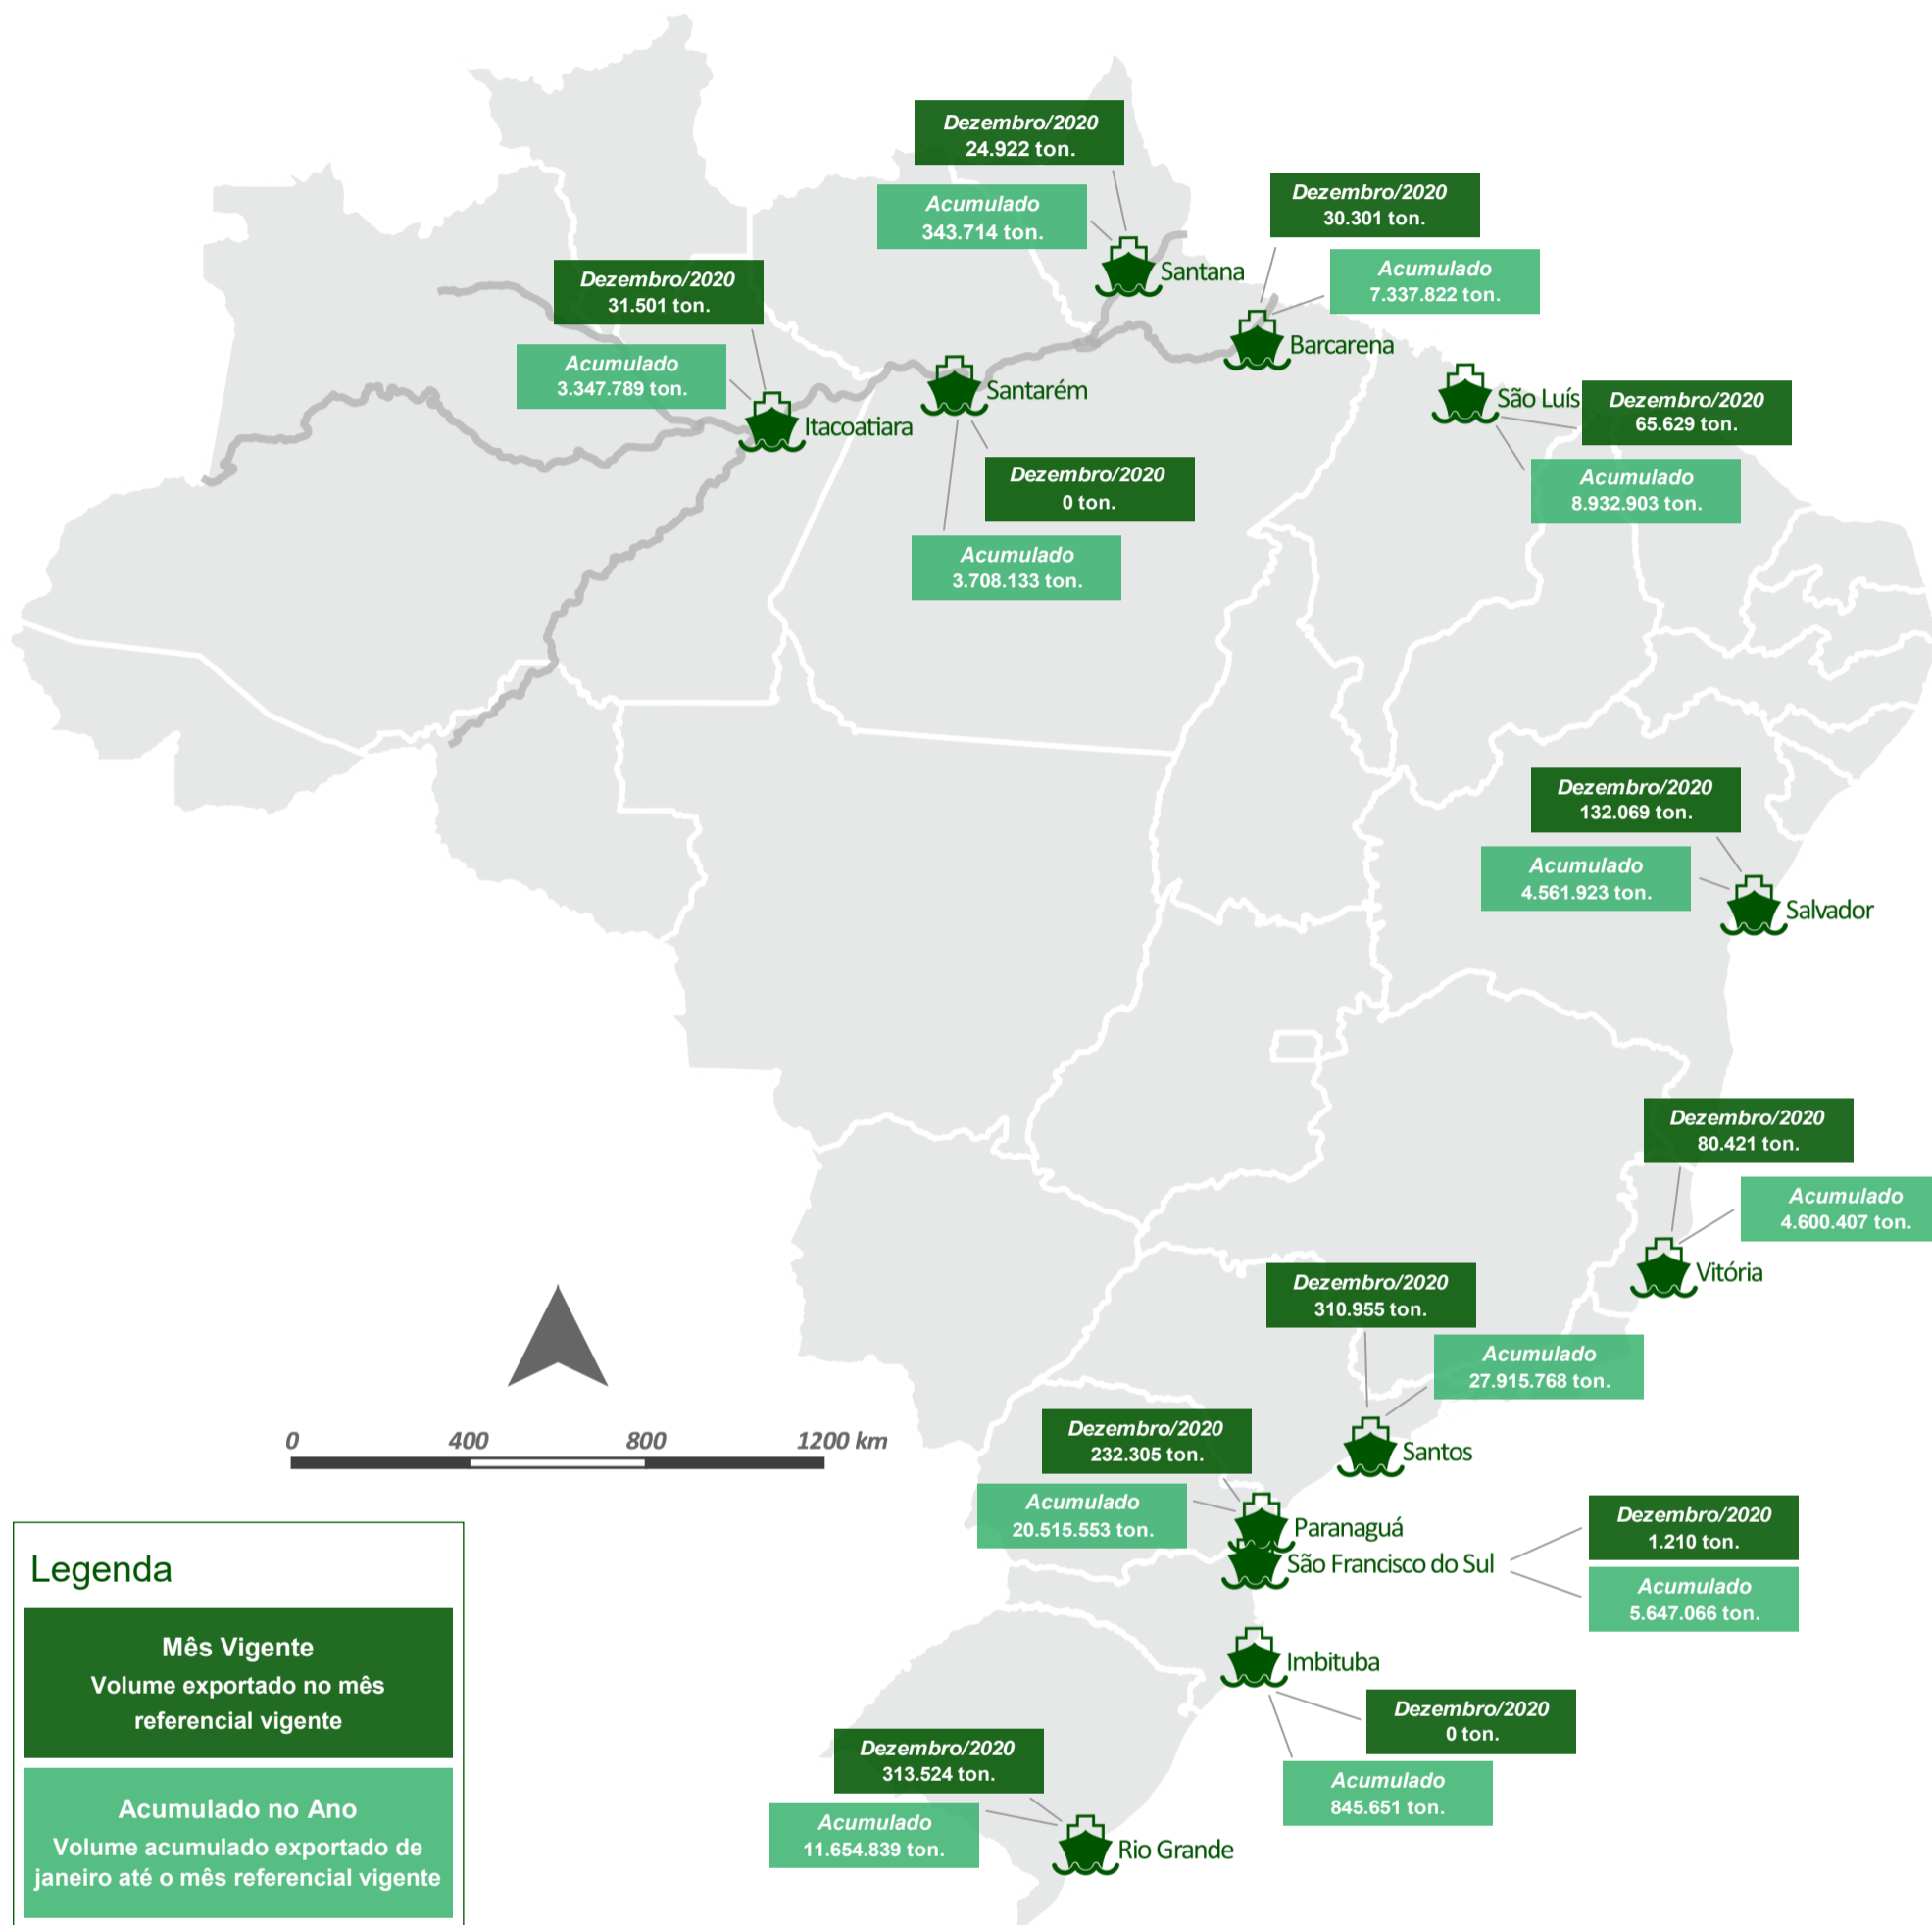 Dezembro/2020
24.922 ton.
Acumulado
343.714 ton.
Santana
Dezembro/2020
30.301 ton.
Acumulado
7.337.822 ton.
Barcarena
Dezembro/2020
31.501 ton.
Acumulado
3.347.789 ton.
Itacoatiara
Santarém
Dezembro/2020
0 ton.
Acumulado
3.708.133 ton.
São Luís
Dezembro/2020
65.629 ton.
Acumulado
8.932.903 ton.
Dezembro/2020
132.069 ton.
Acumulado
4.561.923 ton.
Salvador
Dezembro/2020
80.421 ton.
Acumulado
4.600.407 ton.
Vitória
Dezembro/2020
310.955 ton.
Acumulado
27.915.768 ton.
Santos
Dezembro/2020
232.305 ton.
Acumulado
20.515.553 ton.
Paranaguá
São Francisco do Sul
Dezembro/2020
1.210 ton.
Acumulado
5.647.066 ton.
Imbituba
Dezembro/2020
0 ton.
Acumulado
845.651 ton.
Dezembro/2020
313.524 ton.
Acumulado
11.654.839 ton.
Rio Grande
0 400 800 1200 km
Legenda
Mês Vigente
Volume exportado no mês
referencial vigente
Acumulado no Ano
Volume acumulado exportado de
janeiro até o mês referencial vigente